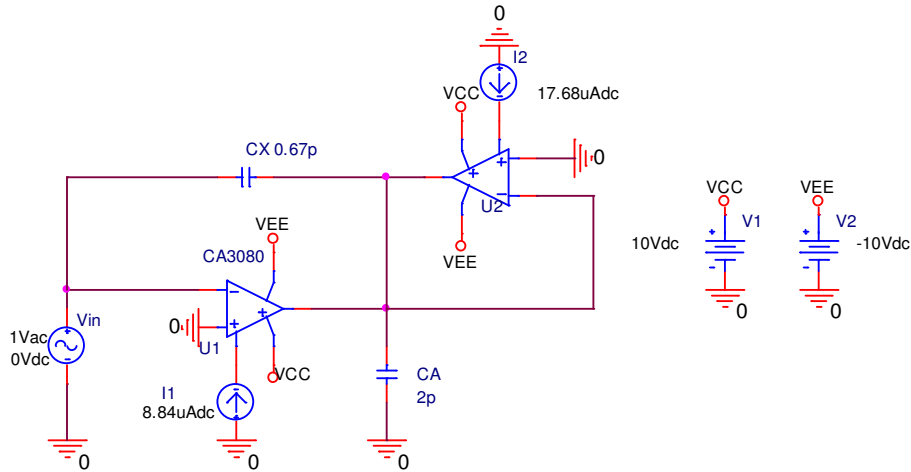 0
I2
VCC
17.68uAdc
CX 0.67p
+
-
0
U2
VCC
VEE
VEE
V1
V2
10Vdc
-10Vdc
VEE
CA3080
0
0
Vin
1Vac
0Vdc
0
U1
VCC
CA
2p
I1
8.84uAdc
0
0
0